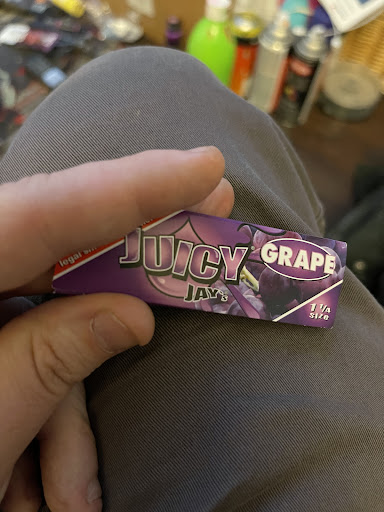 legal
JUICY
JAY'S
GRAPE
1 1/4
size